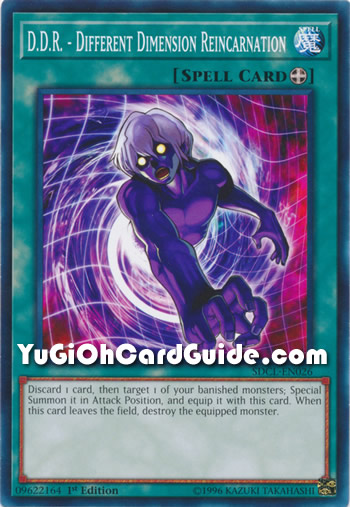 D.D.R. - Different Dimension Reincarnation
SPELL
魔
[Spell Card]
YuGiOhCardGuide.com
SDCL-EN026
Discard 1 card, then target 1 of your banished monsters; Special
Summon it in Attack Position, and equip it with this card. When
this card leaves the field, destroy the equipped monster.
09622164 1st Edition
©1996 KAZUKI TAKAHASHI